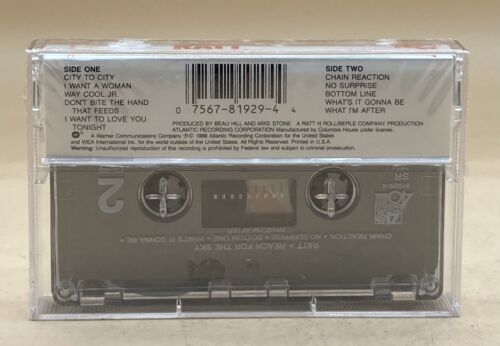 RATT
SIDE ONE
CITY TO CITY
I WANT A WOMAN
WAY COOL JR.
DON'T BITE THE HAND
THAT FEEDS
I WANT TO LOVE YOU
TONIGHT
0 7567-81929-4 4
SIDE TWO
CHAIN REACTION
NO SURPRISE
BOTTOM LINE
WHAT'S IT GONNA BE
WHAT I'M AFTER
PRODUCED BY BEAU HILL AND MIKE STONE A RATT 'N ROLL/BERLE COMPANY PRODUCTION
ATLANTIC RECORDING CORPORATION Manufactured by Columbia House under license.
A Warner Communications Company ℗ © 1988 Atlantic Recording Corporation for the United States
and WEA International Inc. for the world outside of the United States. Printed in U.S.A.
Warning: Unauthorized reproduction of this recording is prohibited by Federal law and subject to criminal prosecution.
2
81929-4
SR
CHAIN REACTION • NO SURPRISE • BOTTOM LINE • WHAT'S IT GONNA BE •
WHAT I'M AFTER
RATT • REACH FOR THE SKY